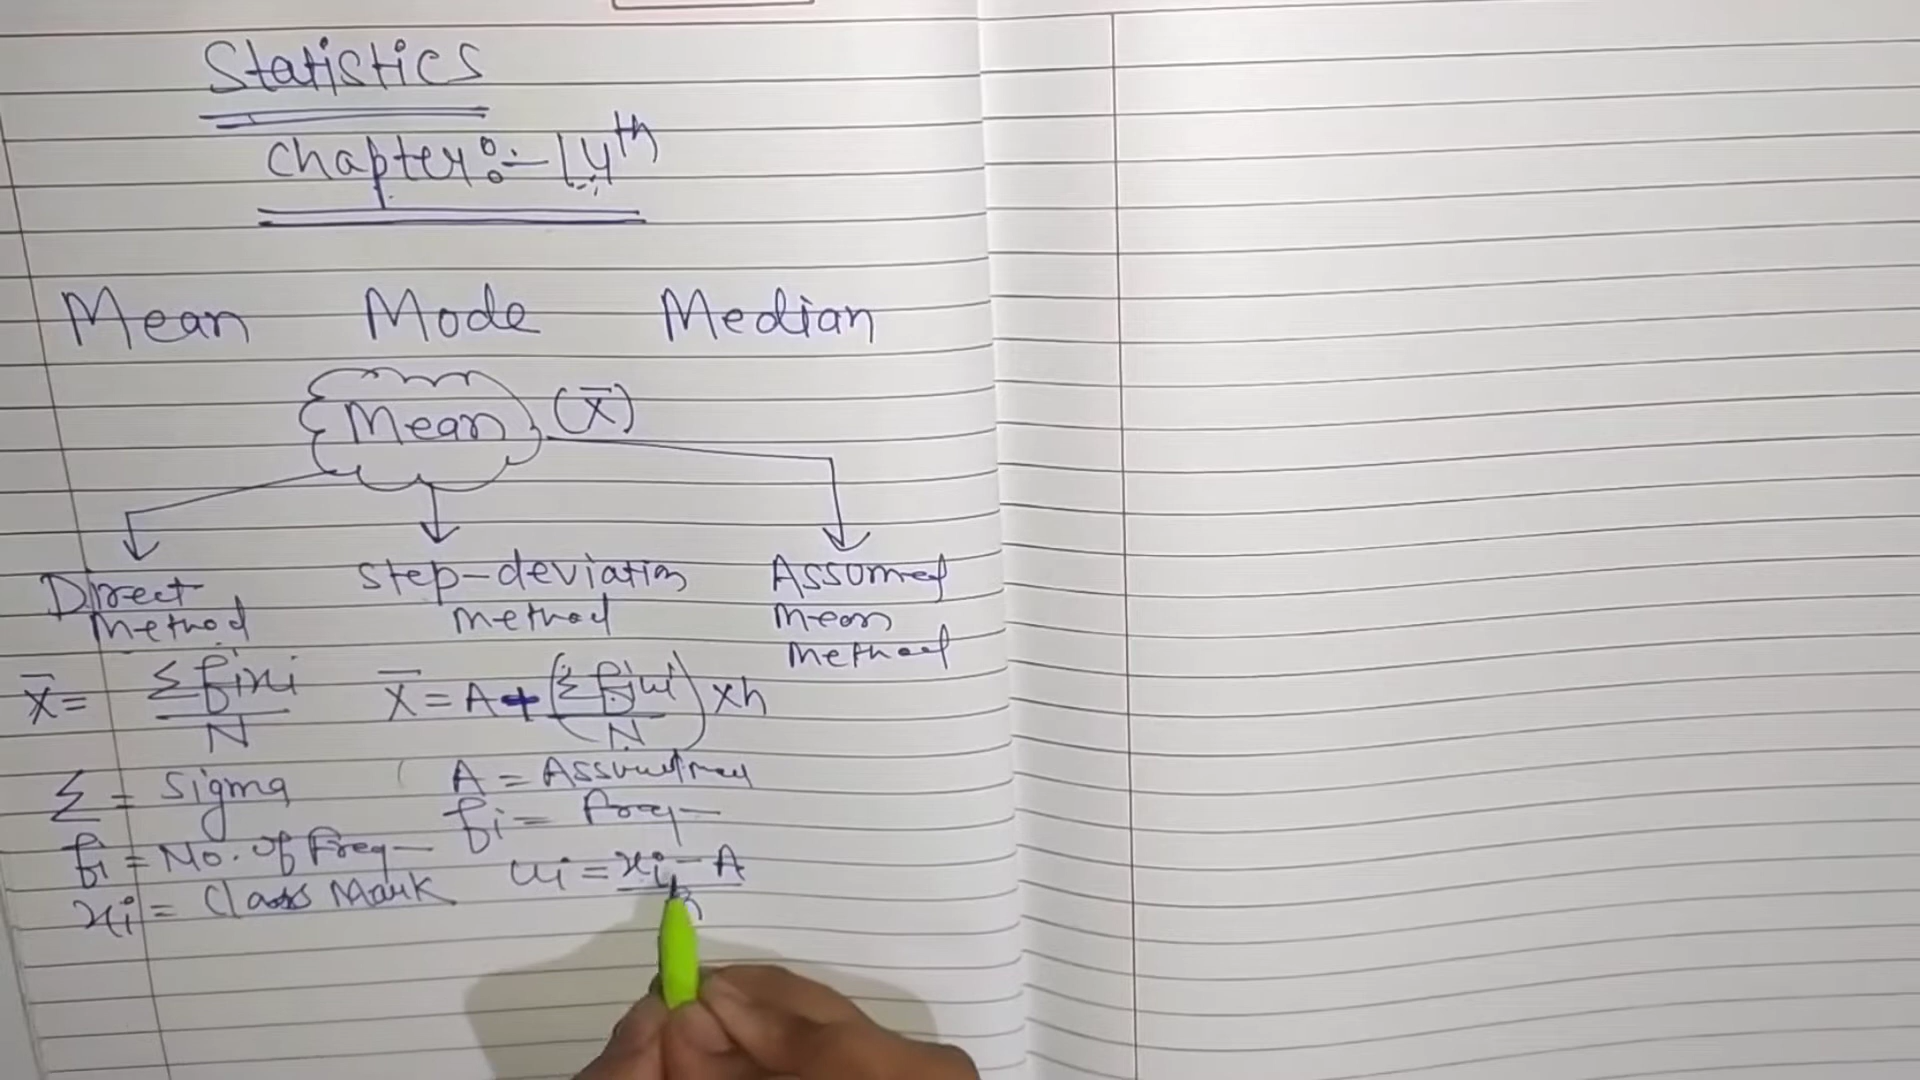 Statistics
Chapter:- 14th
Mean Mode Median
Mean (x̄)
Direct Method
Step-deviation Method
Assumed Mean Method
x̄ = Σfixi / N
x̄ = A + (Σfiui / N) × h
Σ = Sigma
fi = No. of Freq-
xi = Class Mark
A = Assumed
fi = Freq-
ui = xi - A / h